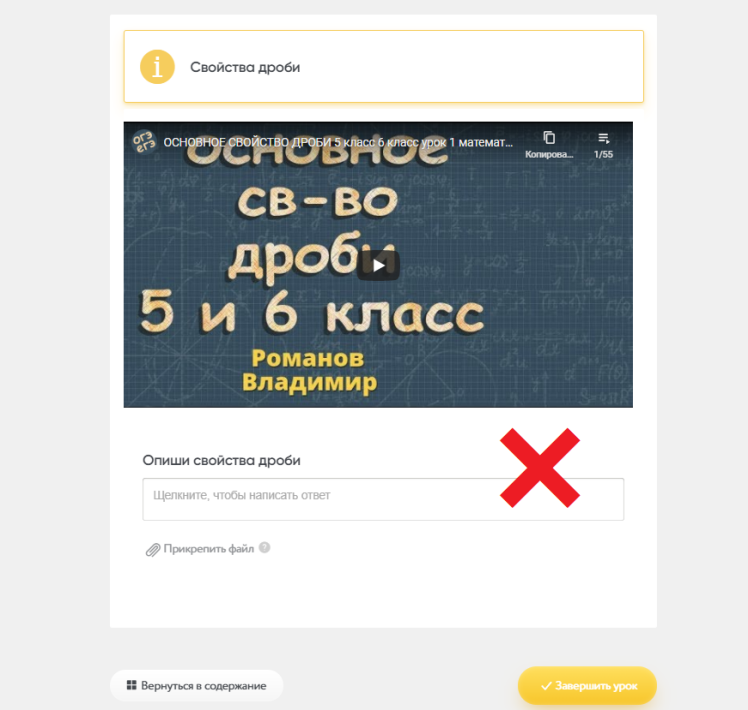 Свойства дроби
ОГЭ
ЕГЭ
ОСНОВНОЕ СВОЙСТВО ДРОБИ 5 класс 6 класс урок 1 математ...
Копирова...
1/55
ОСНОВНОЕ
СВ-ВО
дроби
5 и 6 класс
Романов
Владимир
Опиши свойства дроби
Щелкните, чтобы написать ответ
Прикрепить файл ?
Вернуться в содержание
Завершить урок